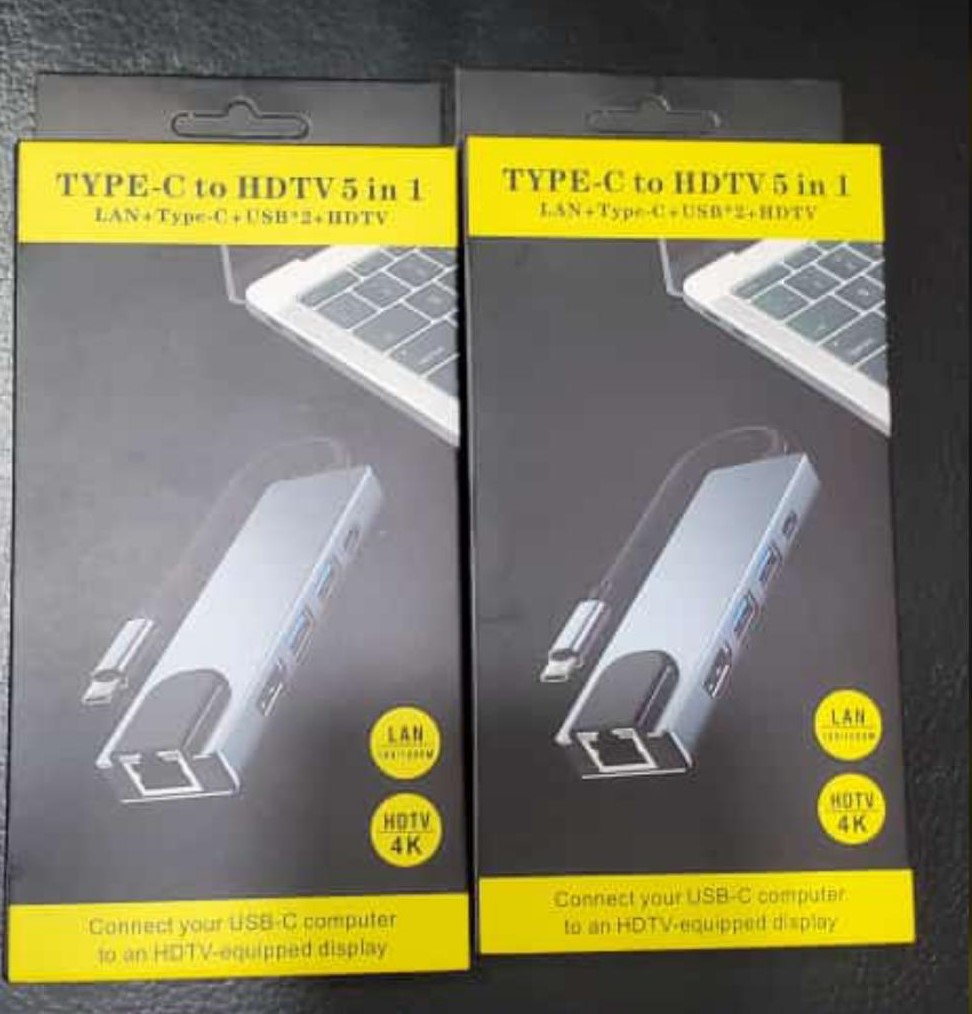 TYPE-C to HDTV 5 in 1
LAN+Type-C+USB*2+HDTV
LAN
HDTV
4K
Connect your USB-C computer
to an HDTV-equipped display
TYPE-C to HDTV 5 in 1
LAN+Type-C+USB*2+HDTV
LAN
HDTV
4K
Connect your USB-C computer
to an HDTV-equipped display